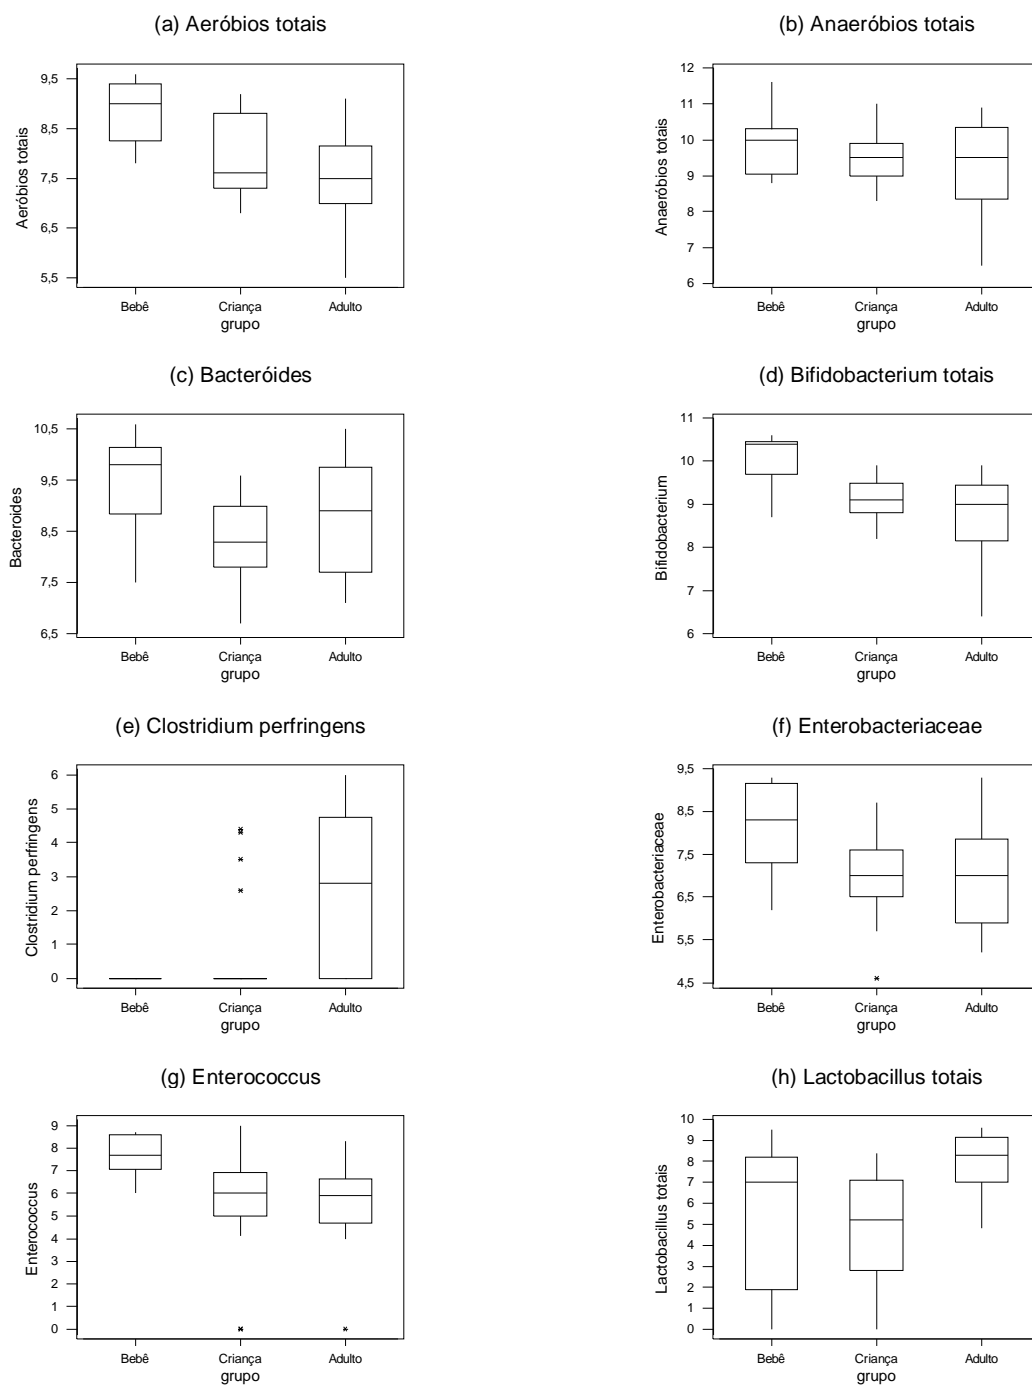 (a) Aeróbios totais
Aeróbios totais
9,5
8,5
7,5
6,5
5,5
Bebê Criança Adulto
grupo
(b) Anaeróbios totais
Anaeróbios totais
12
11
10
9
8
7
6
Bebê Criança Adulto
grupo
(c) Bacteróides
Bacteroides
10,5
9,5
8,5
7,5
6,5
Bebê Criança Adulto
grupo
(d) Bifidobacterium totais
Bifidobacterium
11
10
9
8
7
6
Bebê Criança Adulto
grupo
(e) Clostridium perfringens
Clostridium perfringens
6
5
4
3
2
1
0
Bebê Criança Adulto
grupo
(f) Enterobacteriaceae
Enterobacteriaceae
9,5
8,5
7,5
6,5
5,5
4,5
Bebê Criança Adulto
grupo
(g) Enterococcus
Enterococcus
9
8
7
6
5
4
3
2
1
0
Bebê Criança Adulto
grupo
(h) Lactobacillus totais
Lactobacillus totais
10
9
8
7
6
5
4
3
2
1
0
Bebê Criança Adulto
grupo